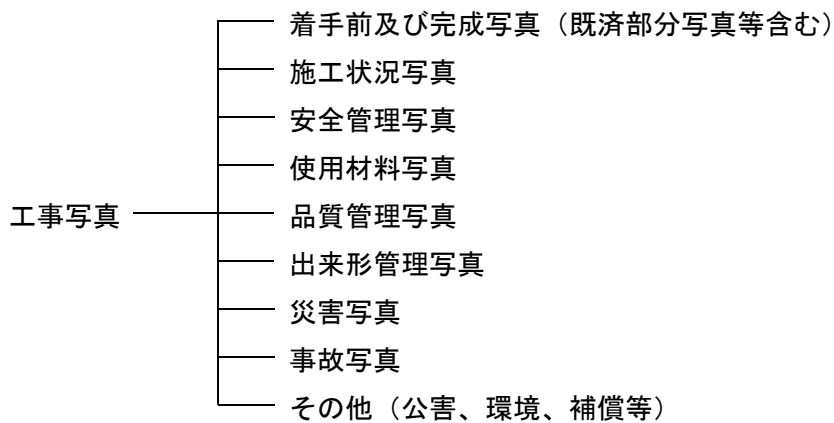 着手前及び完成写真（既済部分写真等含む）
施工状況写真
安全管理写真
使用材料写真
工事写真
品質管理写真
出来形管理写真
災害写真
事故写真
その他（公害、環境、補償等）